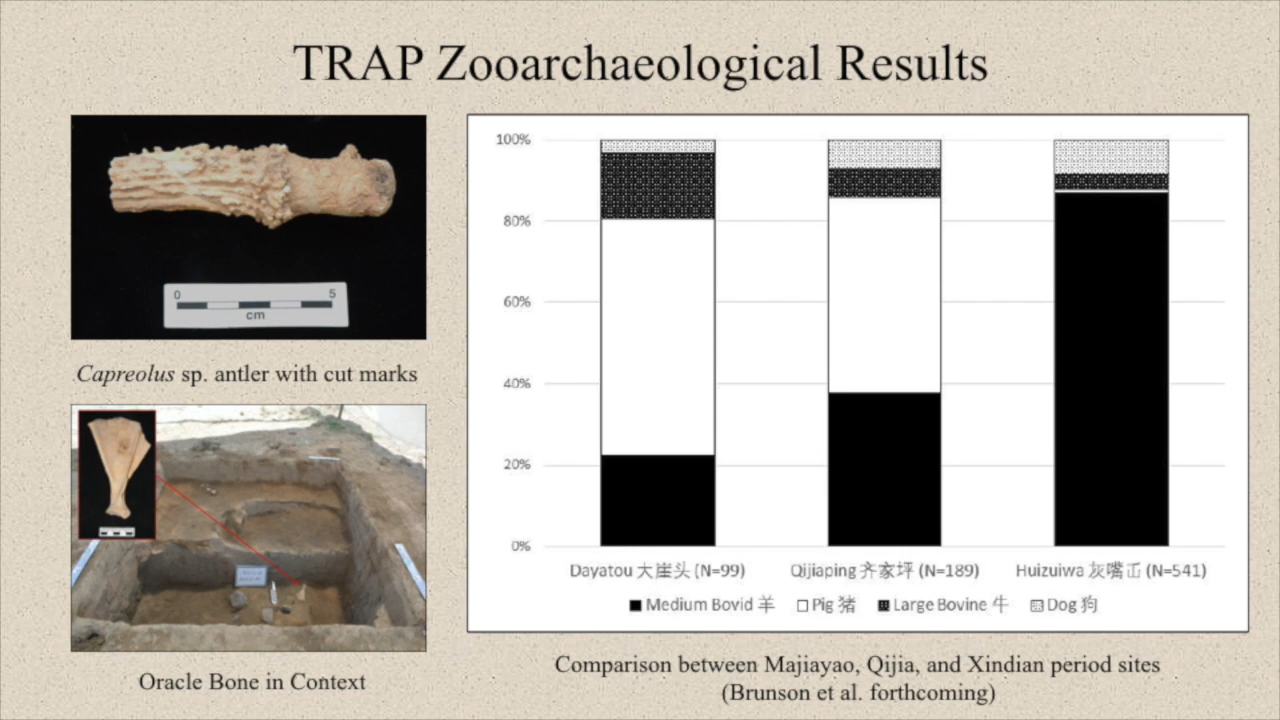 TRAP Zooarchaeological Results
0 5
cm
Capreolus sp. antler with cut marks
Oracle Bone in Context
100%
80%
60%
40%
20%
0%
Dayatou 大崖头 (N=99) Qijiaping 齐家坪 (N=189) Huizuiwa 灰嘴屲 (N=541)
Medium Bovid 羊 Pig 猪 Large Bovine 牛 Dog 狗
Comparison between Majiayao, Qijia, and Xindian period sites
(Brunson et al. forthcoming)